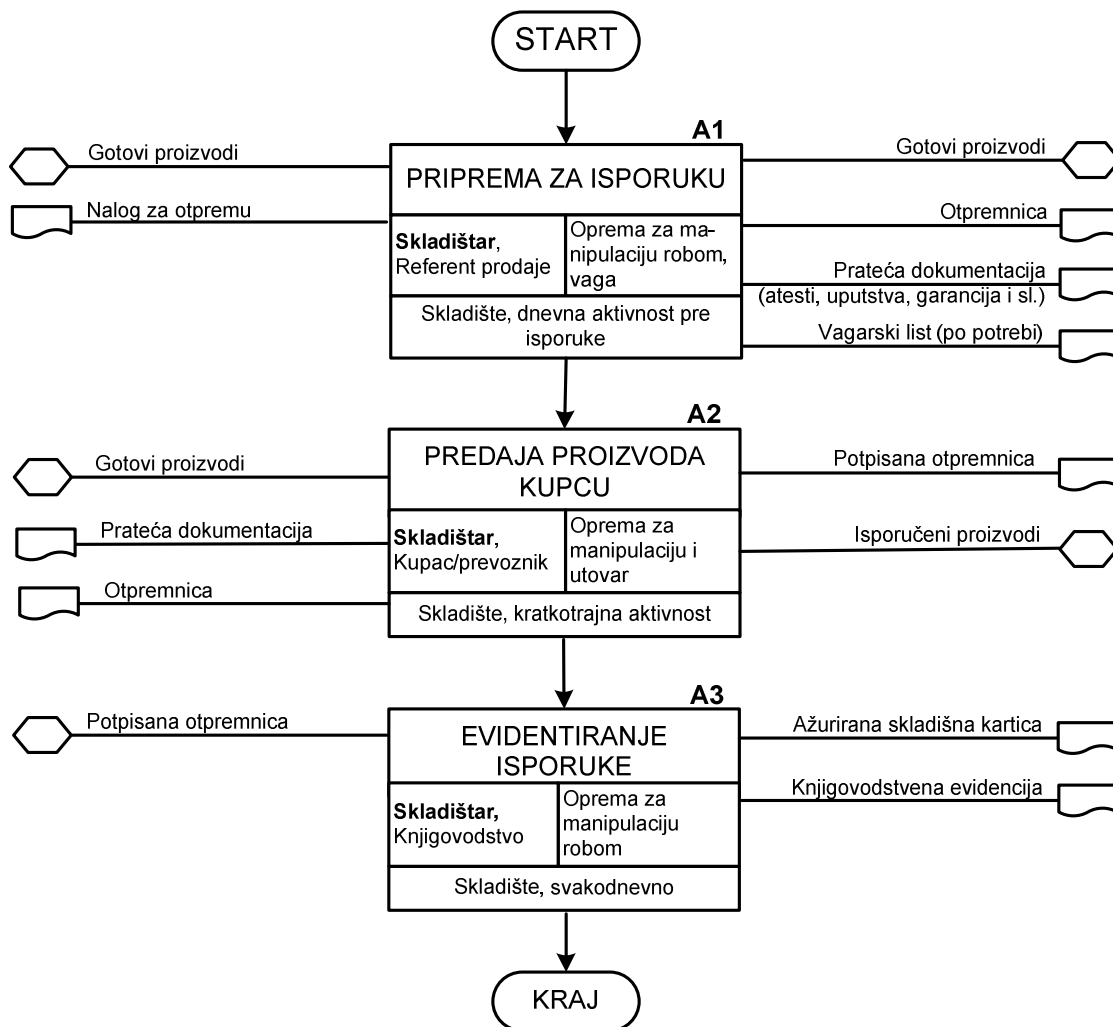 START
A1
Gotovi proizvodi
Nalog za otpremu
PRIPREMA ZA ISPORUKU
Skladištar,
Referent prodaje
Oprema za ma-
nipulaciju robom,
vaga
Skladište, dnevna aktivnost pre
isporuke
Gotovi proizvodi
Otpremnica
Prateća dokumentacija
(atesti, uputstva, garancija i sl.)
Vagarski list (po potrebi)
A2
Gotovi proizvodi
Prateća dokumentacija
Otpremnica
PREDAJA PROIZVODA
KUPCU
Skladištar,
Kupac/prevoznik
Oprema za
manipulaciju i
utovar
Skladište, kratkotrajna aktivnost
Potpisana otpremnica
Isporučeni proizvodi
A3
Potpisana otpremnica
EVIDENTIRANJE
ISPORUKE
Skladištar,
Knjigovodstvo
Oprema za
manipulaciju
robom
Skladište, svakodnevno
Ažurirana skladišna kartica
Knjigovodstvena evidencija
KRAJ